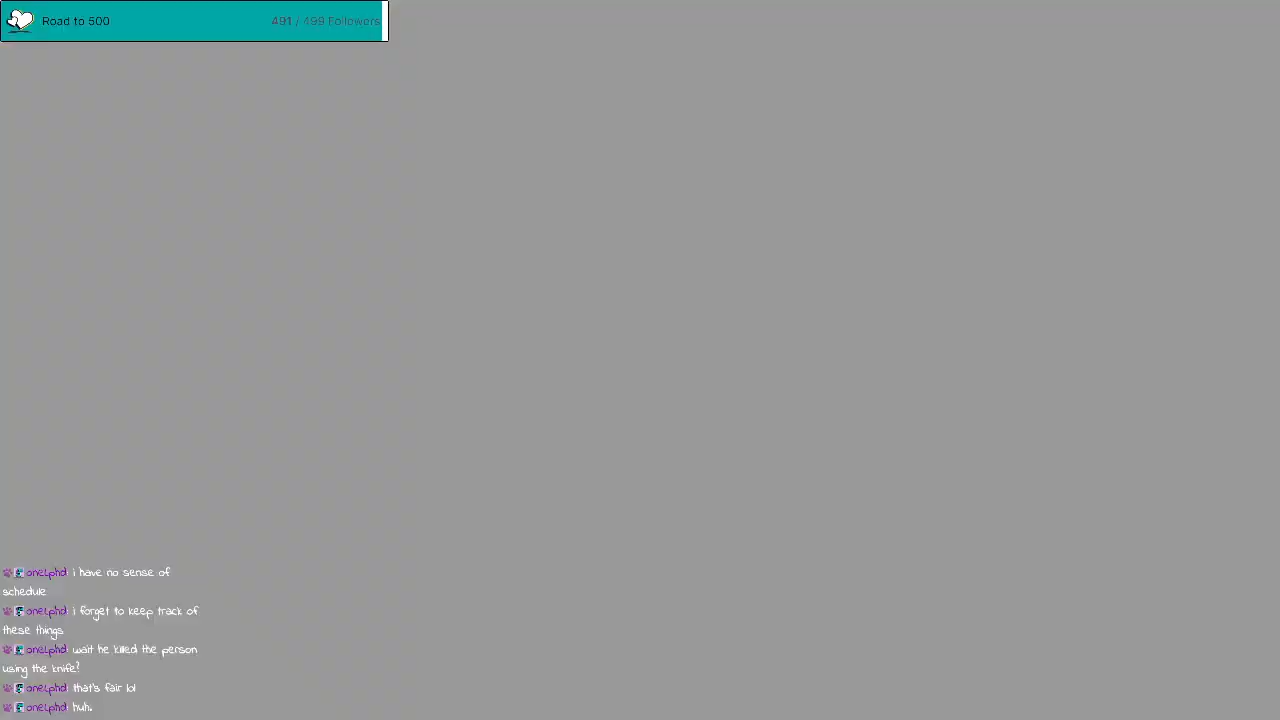 Road to 500 491 / 499 Followers
onelphd: i have no sense of
schedule
onelphd: i forget to keep track of
these things
onelphd: wait he killed the person
using the knife?
onelphd: that's fair lol
onelphd: huh.